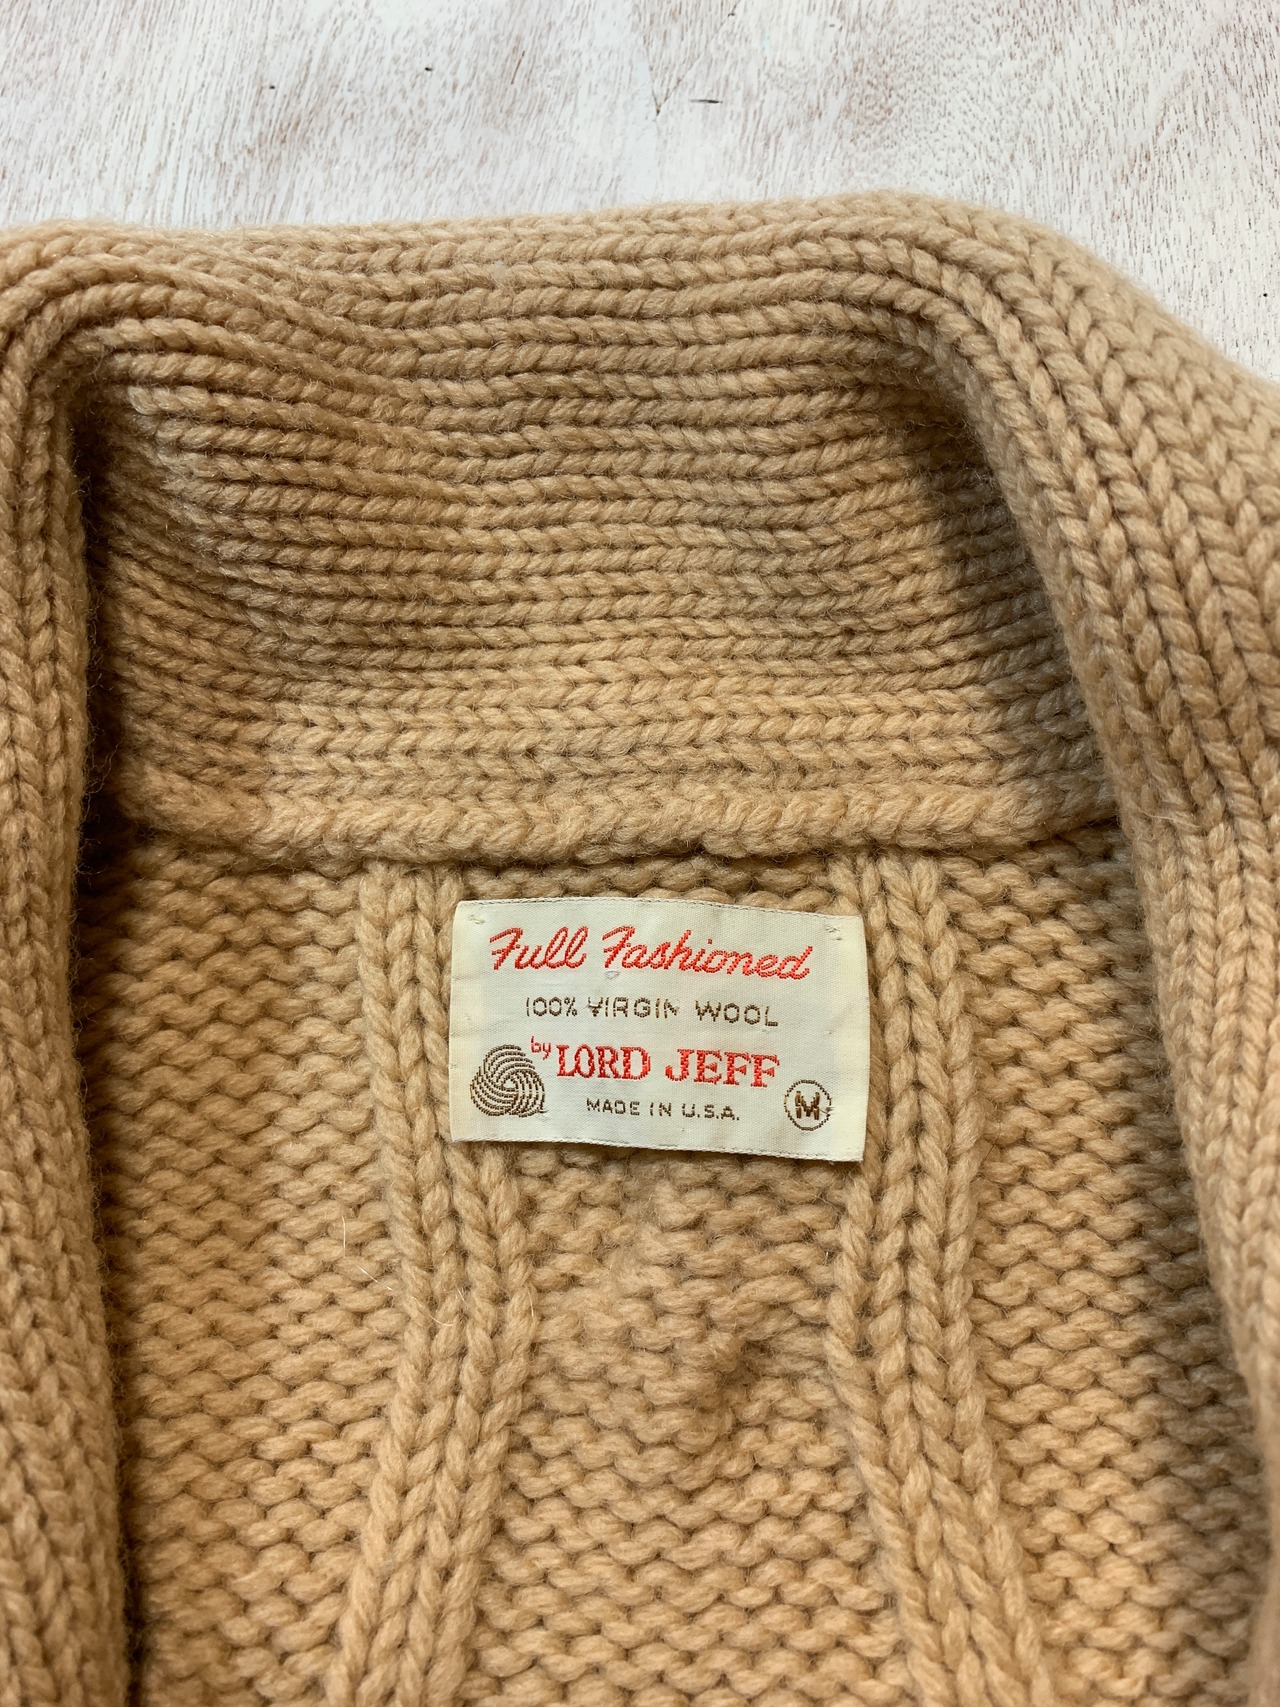 Full Fashioned
100% VIRGIN WOOL
by LORD JEFF
MADE IN U.S.A.
M